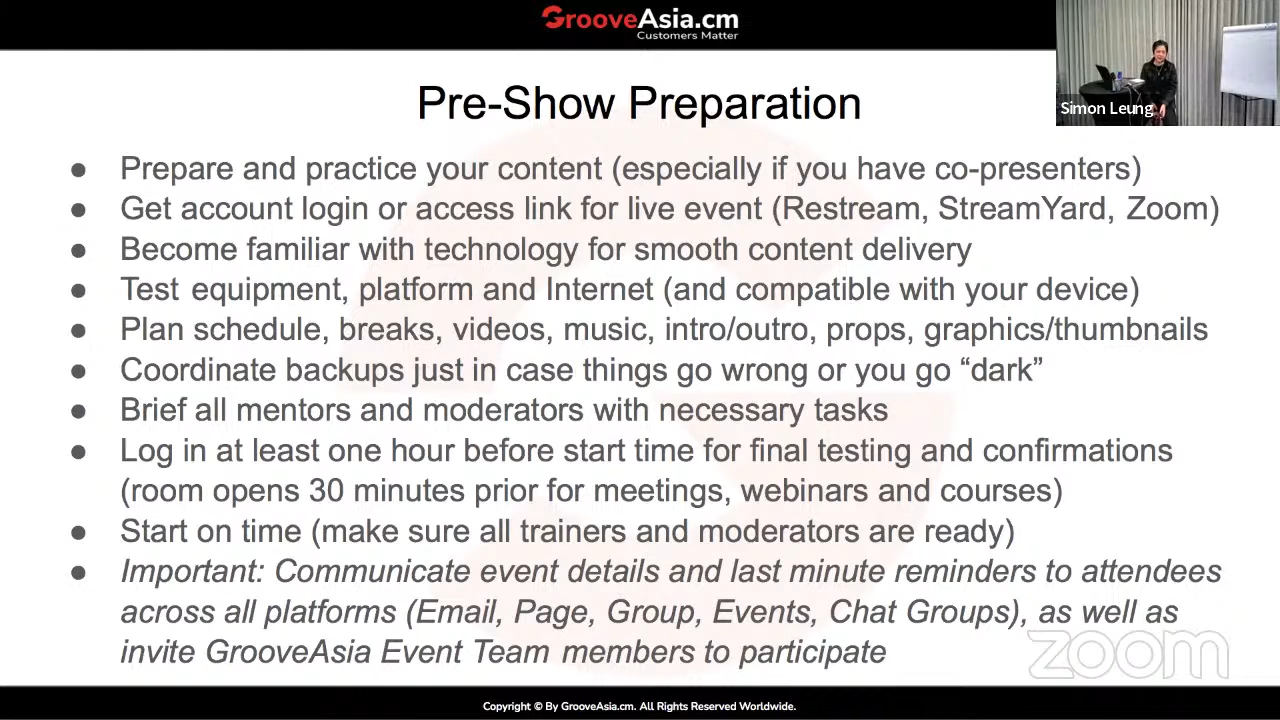 GrooveAsia.cm
Customers Matter
Simon Leung
Pre-Show Preparation
● Prepare and practice your content (especially if you have co-presenters)
● Get account login or access link for live event (Restream, StreamYard, Zoom)
● Become familiar with technology for smooth content delivery
● Test equipment, platform and Internet (and compatible with your device)
● Plan schedule, breaks, videos, music, intro/outro, props, graphics/thumbnails
● Coordinate backups just in case things go wrong or you go “dark”
● Brief all mentors and moderators with necessary tasks
● Log in at least one hour before start time for final testing and confirmations
(room opens 30 minutes prior for meetings, webinars and courses)
● Start on time (make sure all trainers and moderators are ready)
● Important: Communicate event details and last minute reminders to attendees
across all platforms (Email, Page, Group, Events, Chat Groups), as well as
invite GrooveAsia Event Team members to participate
zoom
Copyright © By GrooveAsia.cm. All Rights Reserved Worldwide.